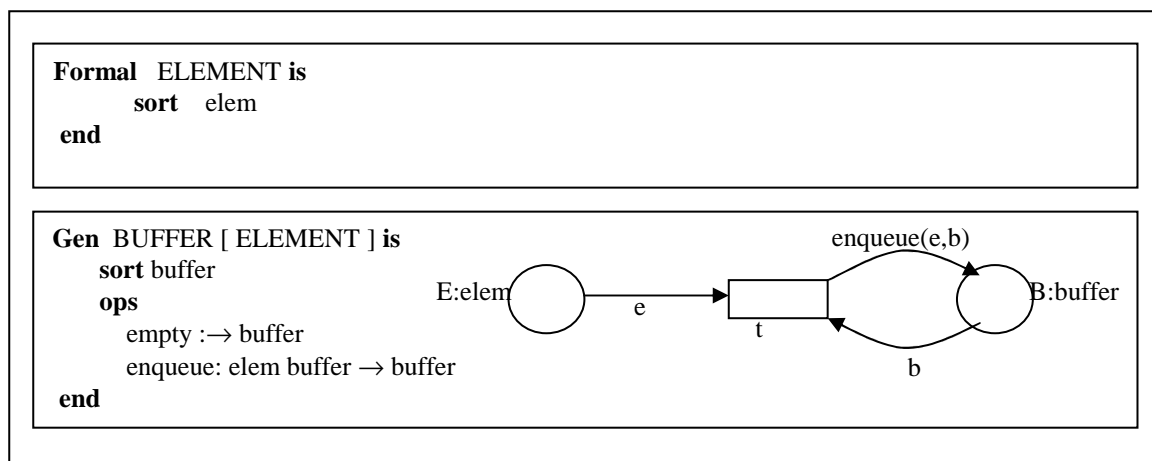 Formal ELEMENT is
sort elem
end
Gen BUFFER [ ELEMENT ] is
sort buffer
ops
empty :→ buffer
enqueue: elem buffer → buffer
end
E:elem
e
t
enqueue(e,b)
B:buffer
b